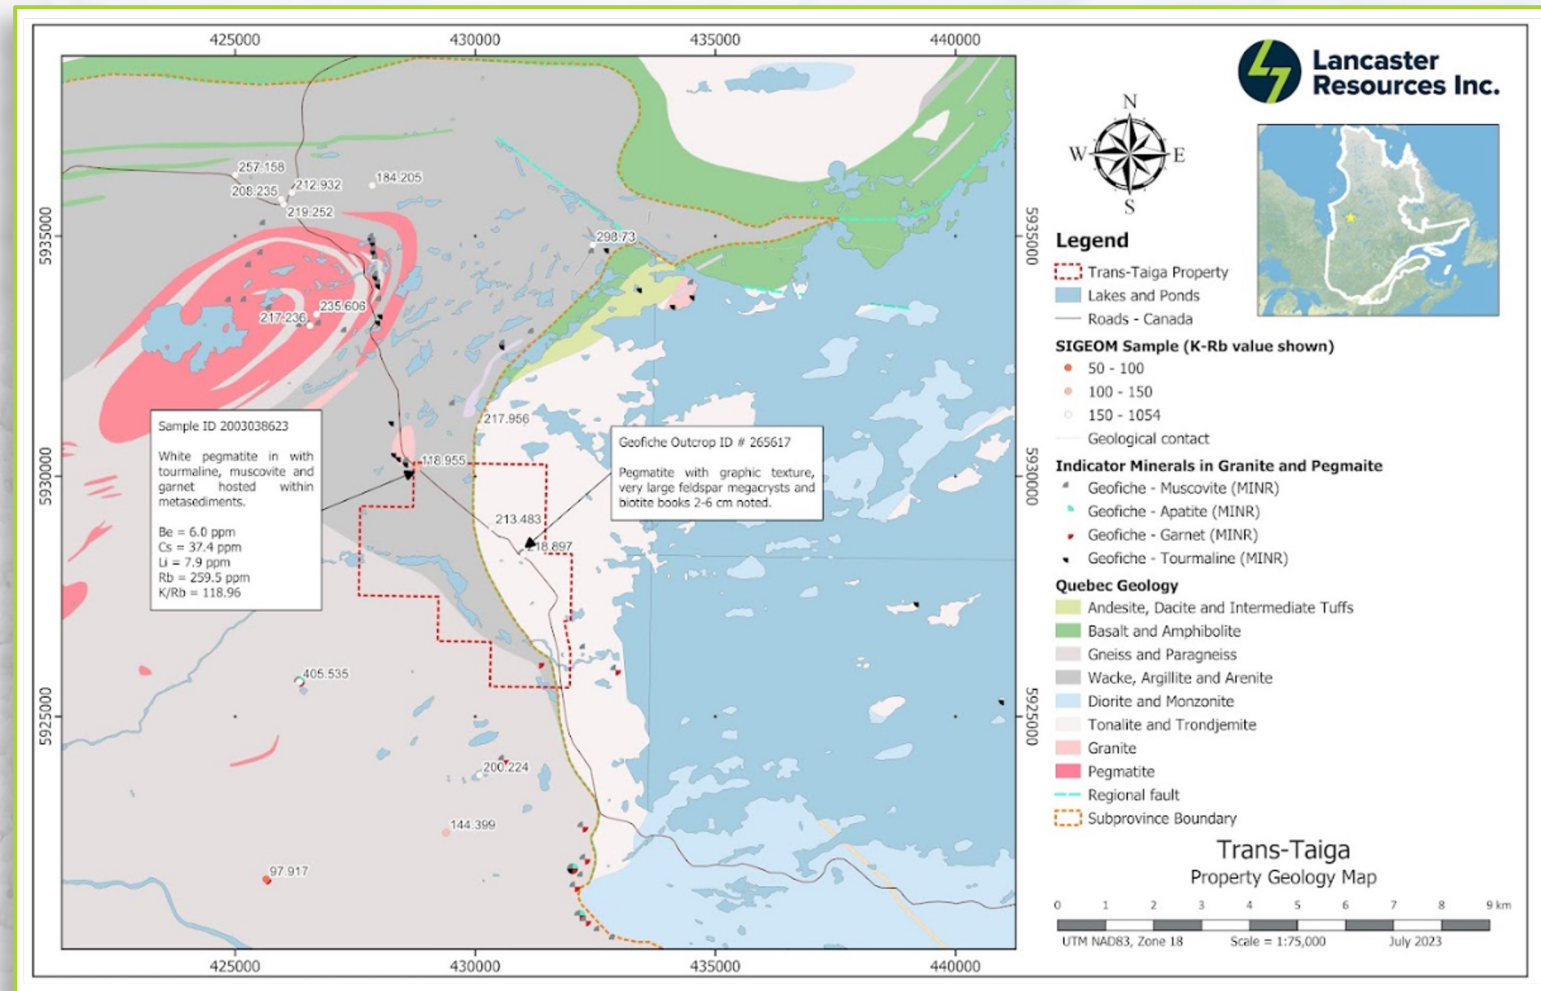 425000 430000 435000 440000
Lancaster
Resources Inc.
N
W E
S
257.158
208.235
212.932
184.205
219.252
5935000
298.73
5935000
217.236
235.606
217.956
118.955
Sample ID 2003038623
White pegmatite in with
tourmaline, muscovite and
garnet hosted within
metasediments.
Be = 6.0 ppm
Cs = 37.4 ppm
Li = 7.9 ppm
Rb = 259.5 ppm
K/Rb = 118.96
Geofiche Outcrop ID # 265617
Pegmatite with graphic texture,
very large feldspar megacrysts and
biotite books 2-6 cm noted.
5930000
5930000
213.483
218.897
405.535
5925000
5925000
200.224
144.399
97.917
425000 430000 435000 440000
Legend
Trans-Taiga Property
Lakes and Ponds
Roads - Canada
SIGEOM Sample (K-Rb value shown)
50 - 100
100 - 150
150 - 1054
Geological contact
Indicator Minerals in Granite and Pegmaite
Geofiche - Muscovite (MINR)
Geofiche - Apatite (MINR)
Geofiche - Garnet (MINR)
Geofiche - Tourmaline (MINR)
Quebec Geology
Andesite, Dacite and Intermediate Tuffs
Basalt and Amphibolite
Gneiss and Paragneiss
Wacke, Argillite and Arenite
Diorite and Monzonite
Tonalite and Trondjemite
Granite
Pegmatite
Regional fault
Subprovince Boundary
Trans-Taiga
Property Geology Map
0 1 2 3 4 5 6 7 8 9 km
UTM NAD83, Zone 18 Scale = 1:75,000 July 2023